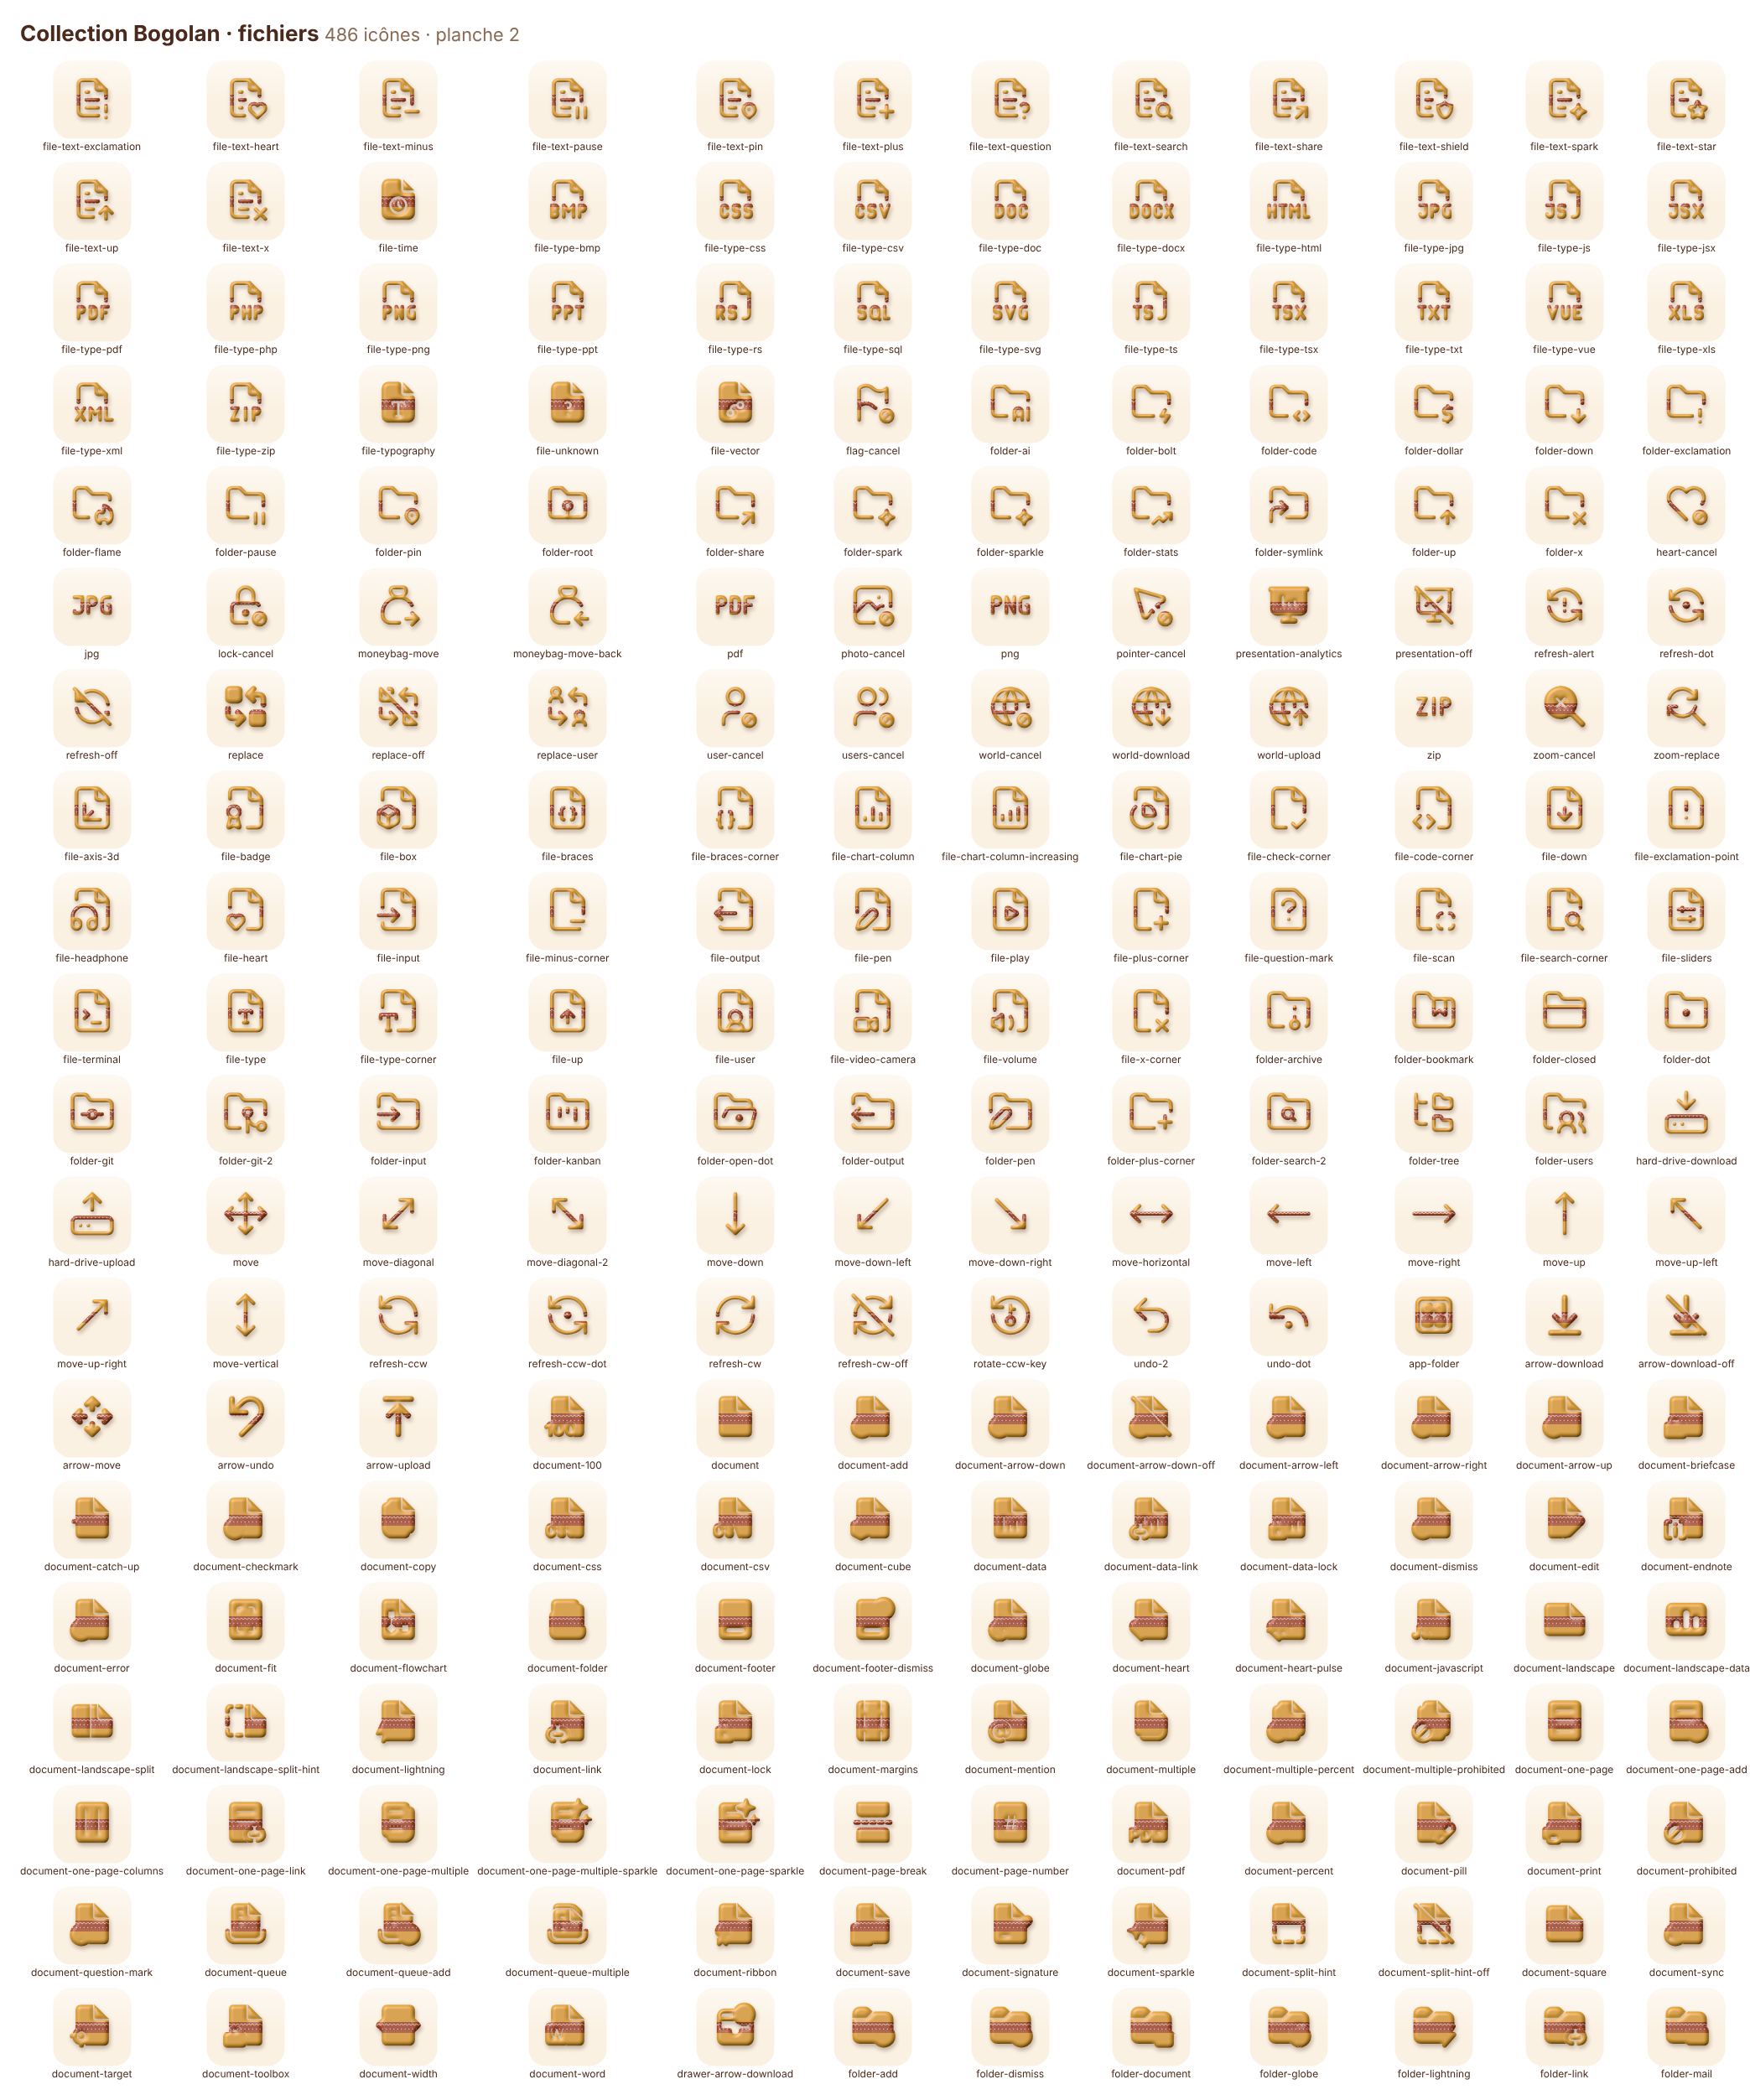 Collection Bogolan · fichiers 486 icônes · planche 2
file-text-exclamation file-text-heart file-text-minus file-text-pause file-text-pin file-text-plus file-text-question file-text-search file-text-share file-text-shield file-text-spark file-text-star
BMP CSS CSV DOC DOCX HTML JPG JS JSX
file-text-up file-text-x file-time file-type-bmp file-type-css file-type-csv file-type-doc file-type-docx file-type-html file-type-jpg file-type-js file-type-jsx
PDF PHP PNG PPT RS SQL SVG TS TSX TXT VUE XLS
file-type-pdf file-type-php file-type-png file-type-ppt file-type-rs file-type-sql file-type-svg file-type-ts file-type-tsx file-type-txt file-type-vue file-type-xls
XML ZIP T ? Ai $
file-type-xml file-type-zip file-typography file-unknown file-vector flag-cancel folder-ai folder-bolt folder-code folder-dollar folder-down folder-exclamation
folder-flame folder-pause folder-pin folder-root folder-share folder-spark folder-sparkle folder-stats folder-symlink folder-up folder-x heart-cancel
JPG PDF PNG
jpg lock-cancel moneybag-move moneybag-move-back pdf photo-cancel png pointer-cancel presentation-analytics presentation-off refresh-alert refresh-dot
ZIP
refresh-off replace replace-off replace-user user-cancel users-cancel world-cancel world-download world-upload zip zoom-cancel zoom-replace
file-axis-3d file-badge file-box file-braces file-braces-corner file-chart-column file-chart-column-increasing file-chart-pie file-check-corner file-code-corner file-down file-exclamation-point
file-headphone file-heart file-input file-minus-corner file-output file-pen file-play file-plus-corner file-question-mark file-scan file-search-corner file-sliders
file-terminal file-type file-type-corner file-up file-user file-video-camera file-volume file-x-corner folder-archive folder-bookmark folder-closed folder-dot
folder-git folder-git-2 folder-input folder-kanban folder-open-dot folder-output folder-pen folder-plus-corner folder-search-2 folder-tree folder-users hard-drive-download
hard-drive-upload move move-diagonal move-diagonal-2 move-down move-down-left move-down-right move-horizontal move-left move-right move-up move-up-left
move-up-right move-vertical refresh-ccw refresh-ccw-dot refresh-cw refresh-cw-off rotate-ccw-key undo-2 undo-dot app-folder arrow-download arrow-download-off
arrow-move arrow-undo arrow-upload document-100 document document-add document-arrow-down document-arrow-down-off document-arrow-left document-arrow-right document-arrow-up document-briefcase
document-catch-up document-checkmark document-copy document-css document-csv document-cube document-data document-data-link document-data-lock document-dismiss document-edit document-endnote
document-error document-fit document-flowchart document-folder document-footer document-footer-dismiss document-globe document-heart document-heart-pulse document-javascript document-landscape document-landscape-data
document-landscape-split document-landscape-split-hint document-lightning document-link document-lock document-margins document-mention document-multiple document-multiple-percent document-multiple-prohibited document-one-page document-one-page-add
document-one-page-columns document-one-page-link document-one-page-multiple document-one-page-multiple-sparkle document-one-page-sparkle document-page-break document-page-number document-pdf document-percent document-pill document-print document-prohibited
document-question-mark document-queue document-queue-add document-queue-multiple document-ribbon document-save document-signature document-sparkle document-split-hint document-split-hint-off document-square document-sync
document-target document-toolbox document-width document-word drawer-arrow-download folder-add folder-dismiss folder-document folder-globe folder-lightning folder-link folder-mail